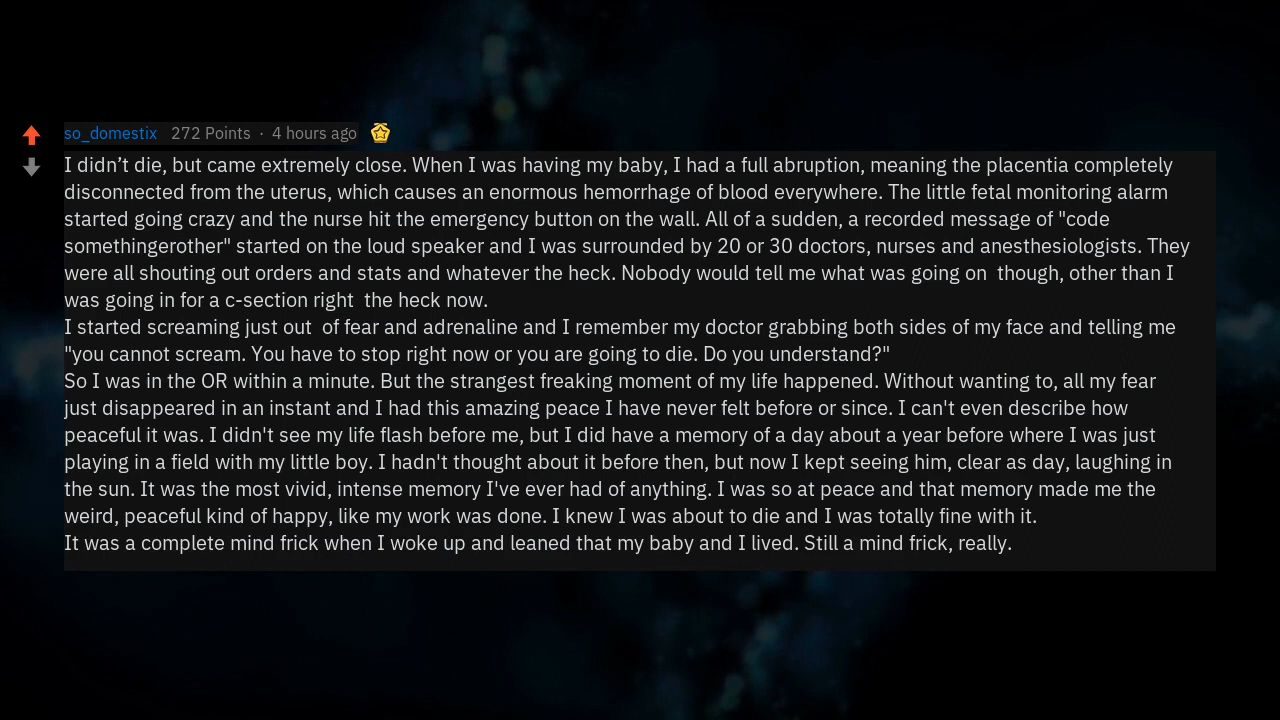 so_domestix 272 Points · 4 hours ago
I didn’t die, but came extremely close. When I was having my baby, I had a full abruption, meaning the placentia completely
disconnected from the uterus, which causes an enormous hemorrhage of blood everywhere. The little fetal monitoring alarm
started going crazy and the nurse hit the emergency button on the wall. All of a sudden, a recorded message of "code
somethingerother" started on the loud speaker and I was surrounded by 20 or 30 doctors, nurses and anesthesiologists. They
were all shouting out orders and stats and whatever the heck. Nobody would tell me what was going on  though, other than I
was going in for a c-section right  the heck now.
I started screaming just out  of fear and adrenaline and I remember my doctor grabbing both sides of my face and telling me
"you cannot scream. You have to stop right now or you are going to die. Do you understand?"
So I was in the OR within a minute. But the strangest freaking moment of my life happened. Without wanting to, all my fear
just disappeared in an instant and I had this amazing peace I have never felt before or since. I can't even describe how
peaceful it was. I didn't see my life flash before me, but I did have a memory of a day about a year before where I was just
playing in a field with my little boy. I hadn't thought about it before then, but now I kept seeing him, clear as day, laughing in
the sun. It was the most vivid, intense memory I've ever had of anything. I was so at peace and that memory made me the
weird, peaceful kind of happy, like my work was done. I knew I was about to die and I was totally fine with it.
It was a complete mind frick when I woke up and leaned that my baby and I lived. Still a mind frick, really.